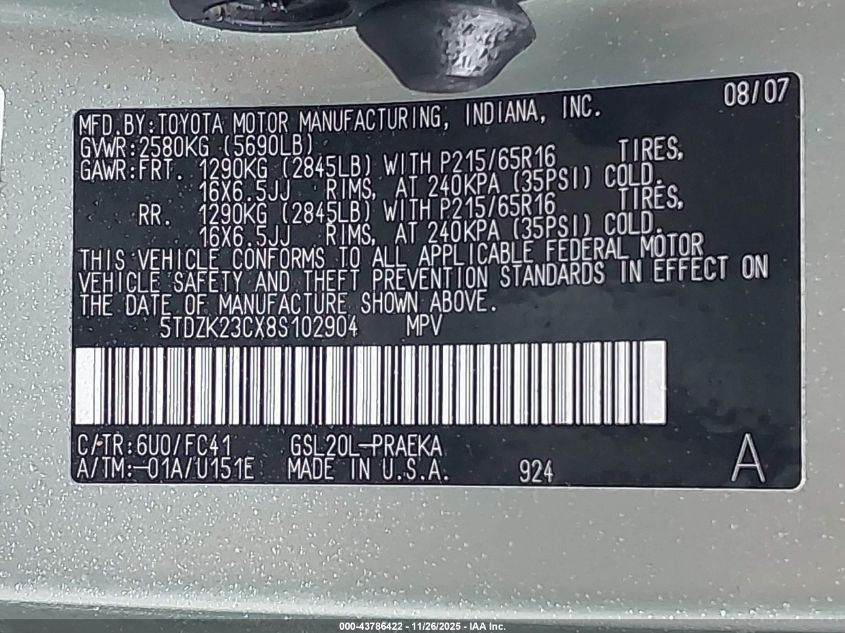 08/07
MFD.BY:TOYOTA MOTOR MANUFACTURING, INDIANA, INC.
GVWR:2580KG (5690LB)
GAWR:FRT. 1290KG (2845LB) WITH P215/65R16 TIRES,
16X6.5JJ RIMS, AT 240KPA (35PSI) COLD.
RR. 1290KG (2845LB) WITH P215/65R16 TIRES,
16X6.5JJ RIMS, AT 240KPA (35PSI) COLD.
THIS VEHICLE CONFORMS TO ALL APPLICABLE FEDERAL MOTOR
VEHICLE SAFETY AND THEFT PREVENTION STANDARDS IN EFFECT ON
THE DATE OF MANUFACTURE SHOWN ABOVE.
5TDZK23CX8S102904 MPV
C/TR:6U0/FC41 GSL20L-PRAEKA
A/TM:-01A/U151E MADE IN U.S.A. 924 A
000-43786422 - 11/26/2025 - IAA Inc.